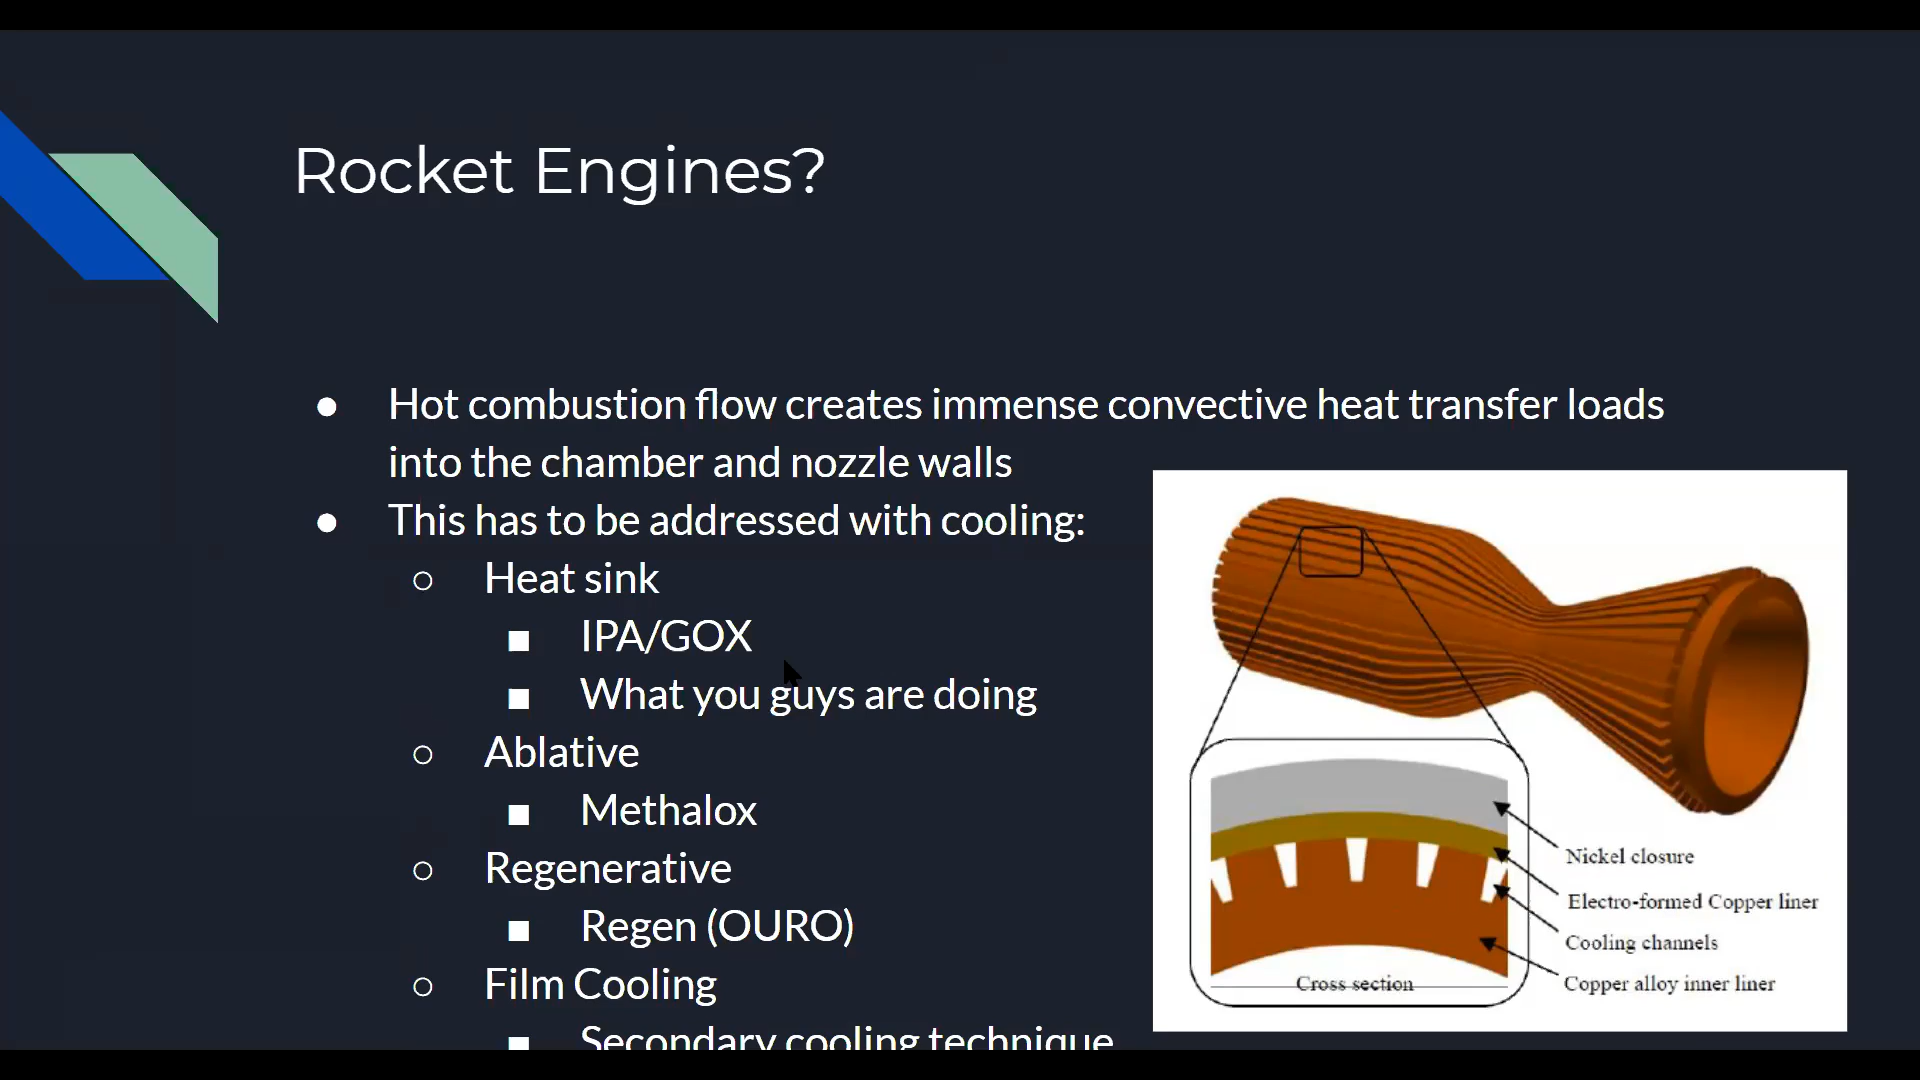 Rocket Engines?
● Hot combustion flow creates immense convective heat transfer loads
into the chamber and nozzle walls
● This has to be addressed with cooling:
○ Heat sink
■ IPA/GOX
■ What you guys are doing
○ Ablative
■ Methalox
○ Regenerative
■ Regen (OURO)
○ Film Cooling
■ Secondary cooling technique
Nickel closure
Electro-formed Copper liner
Cooling channels
Copper alloy inner liner
Cross section